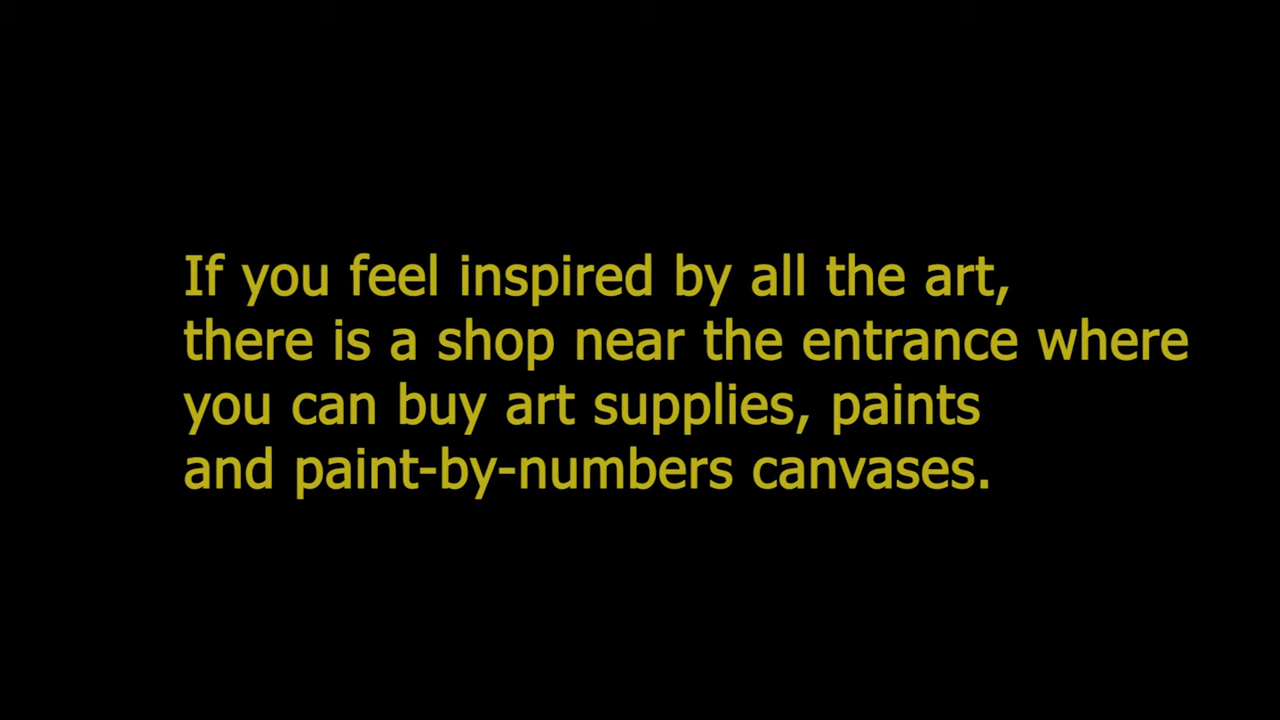 If you feel inspired by all the art,
there is a shop near the entrance where
you can buy art supplies, paints
and paint-by-numbers canvases.